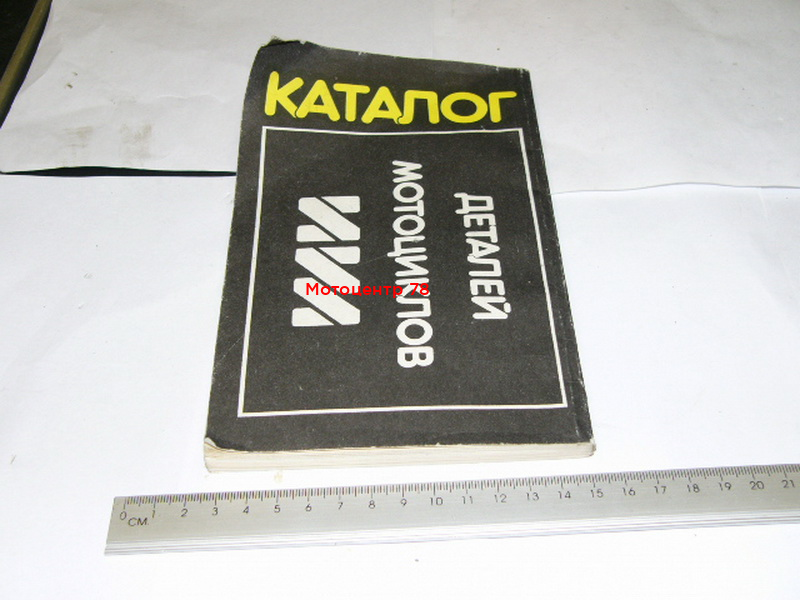 КАТАЛОГ
ДЕТАЛЕЙ
МОТОЦИКЛОВ
ИЖ
Мотоцентр 78
0 1 2 3 4 5 6 7 8 9 10 11 12 13 14 15 16 17 18 19 20 21
СМ.